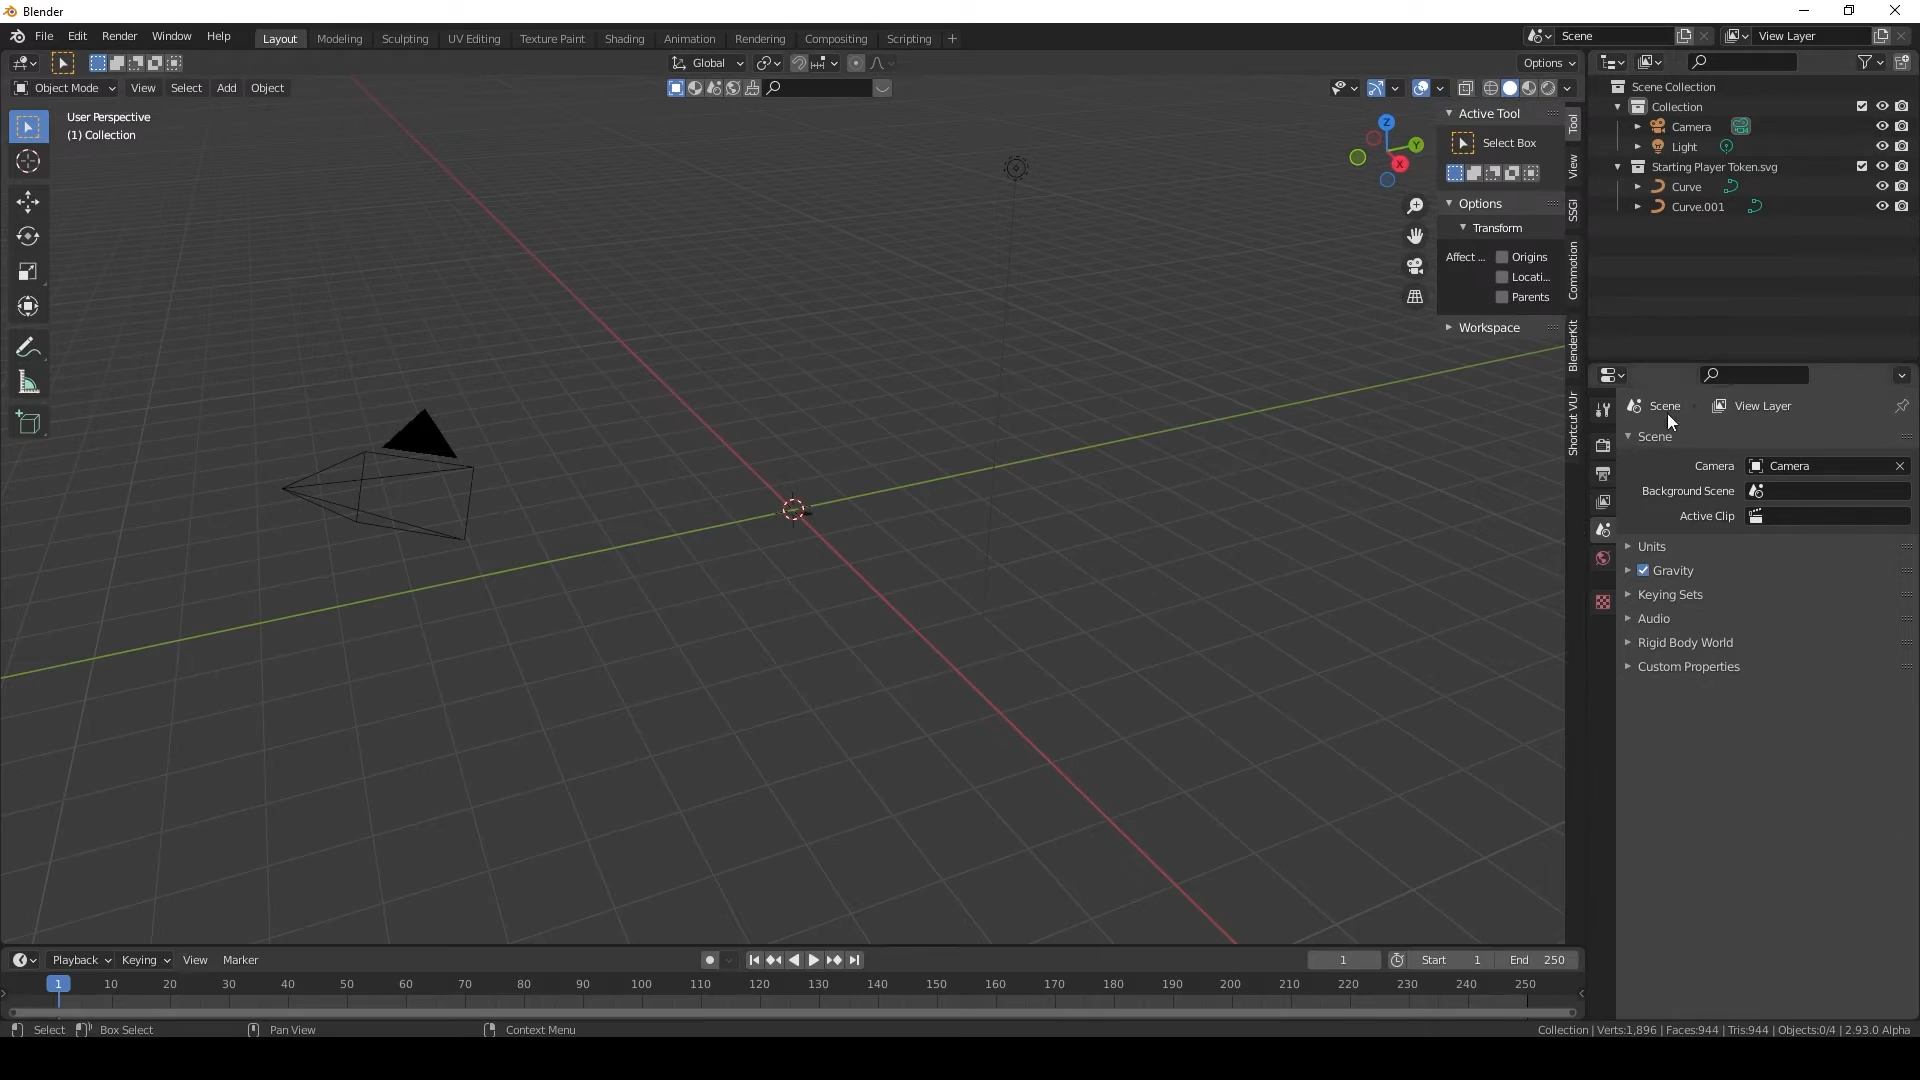 Blender
File Edit Render Window Help Layout Modeling Sculpting UV Editing Texture Paint Shading Animation Rendering Compositing Scripting + Scene View Layer
Global Options
Object Mode View Select Add Object
User Perspective
(1) Collection
Z
Y
X
Active Tool
Select Box
Options
Transform
Affect ... Origins
Locati...
Parents
Workspace
Tool
View
SSGI
Commotion
BlenderKit
Shortcut VUr
Scene Collection
Collection
Camera
Light
Starting Player Token.svg
Curve
Curve.001
Scene View Layer
Scene
Camera Camera
Background Scene
Active Clip
Units
Gravity
Keying Sets
Audio
Rigid Body World
Custom Properties
Playback Keying View Marker 1 Start 1 End 250
1 10 20 30 40 50 60 70 80 90 100 110 120 130 140 150 160 170 180 190 200 210 220 230 240 250
Select Box Select Pan View Context Menu Collection | Verts:1,896 | Faces:944 | Tris:944 | Objects:0/4 | 2.93.0 Alpha